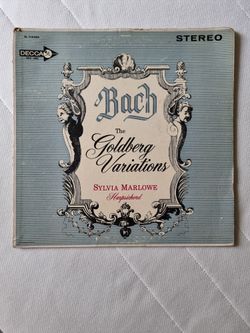 STEREO
DECCA
Bach
The
Goldberg
Variations
SYLVIA MARLOWE
Harpsichord